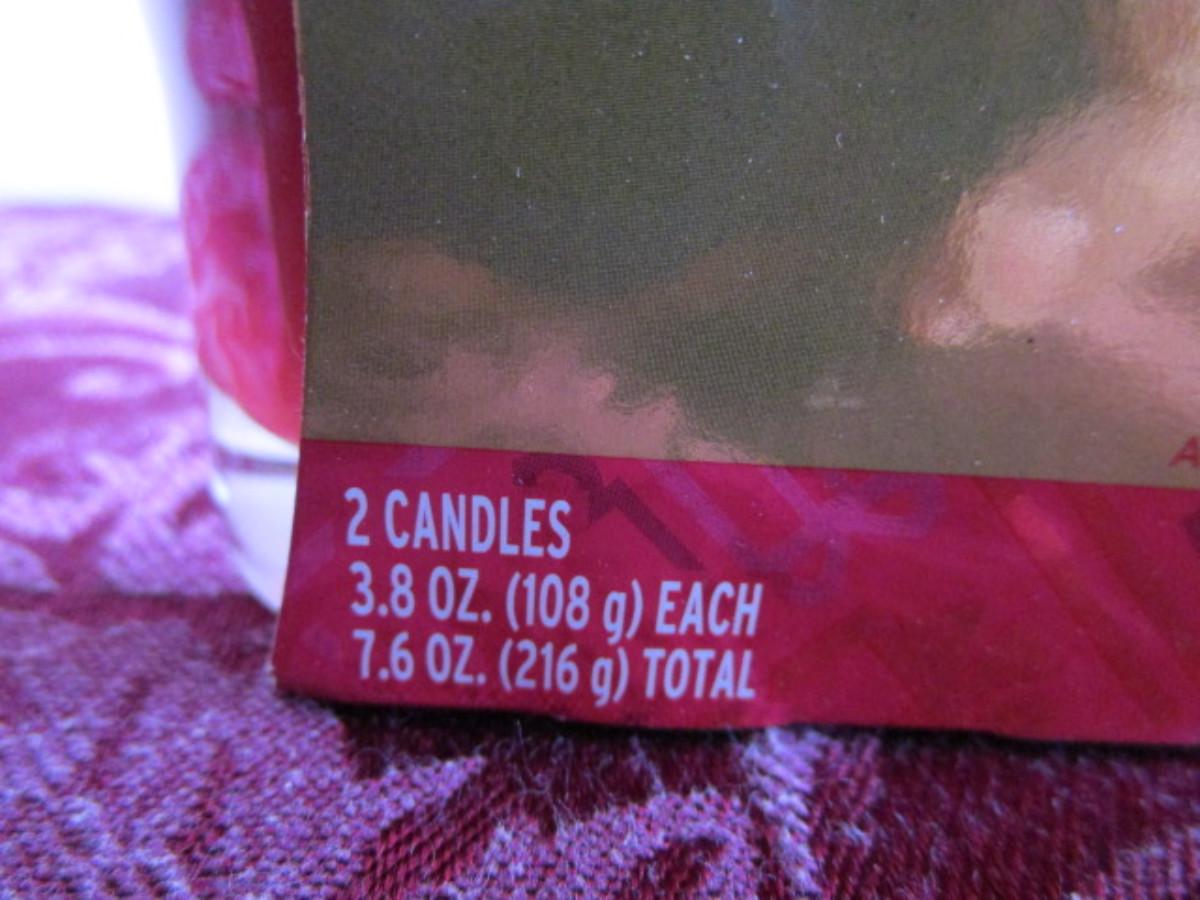 2 CANDLES
3.8 OZ. (108 g) EACH
7.6 OZ. (216 g) TOTAL